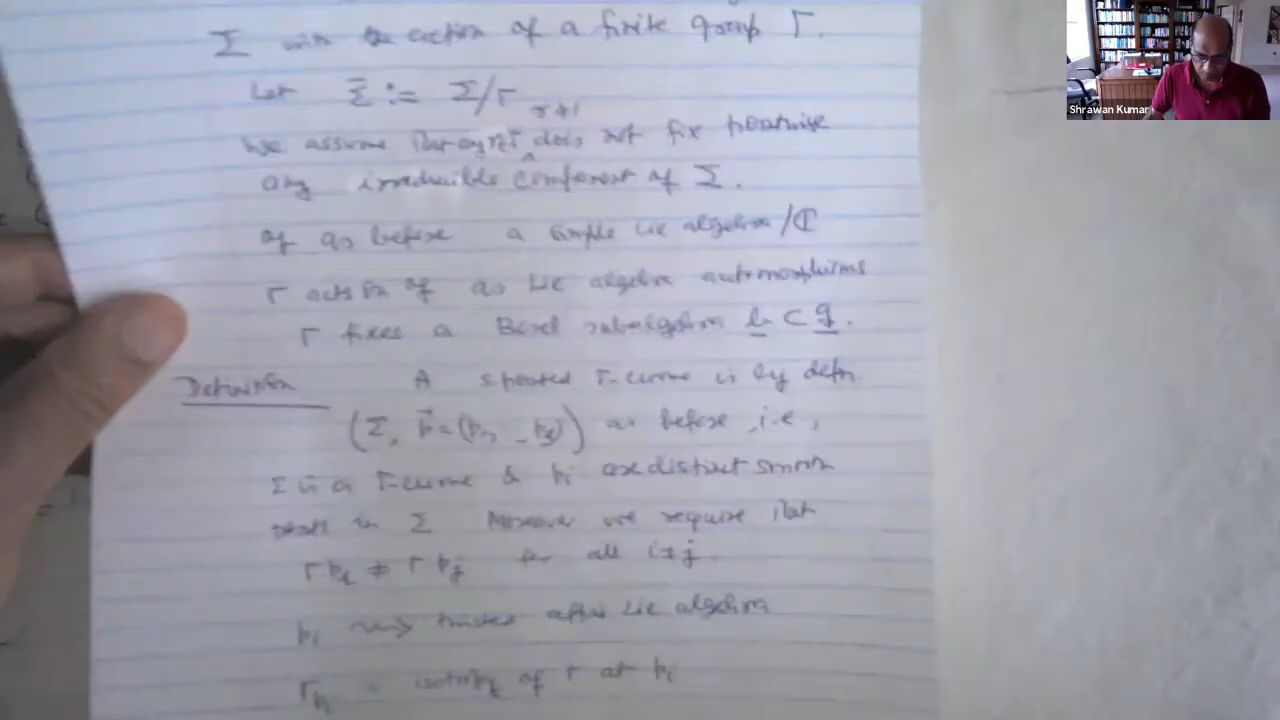 Σ with the action of a finite group Γ.
Let Σ̄ := Σ/Γ
We assume that any γ∈Γ γ≠1 does not fix pointwise
any irreducible component of Σ.
𝔤 as before a simple Lie algebra /ℂ
Γ acts on 𝔤 as Lie algebra automorphisms
Γ fixes a Borel subalgebra b ⊂ g.
Definition A s pointed Γ-curve is by defn
(Σ, p⃗ = (p₁, - pₛ)) as before, i.e.,
Σ is a Γ-curve & pᵢ are distinct smooth
points in Σ Moreover we require that
Γpᵢ ≠ Γpⱼ for all i≠j.
pᵢ ⇝ twisted affine Lie algebra
Γ_pᵢ = isotropy of Γ at pᵢ
Shrawan Kumar